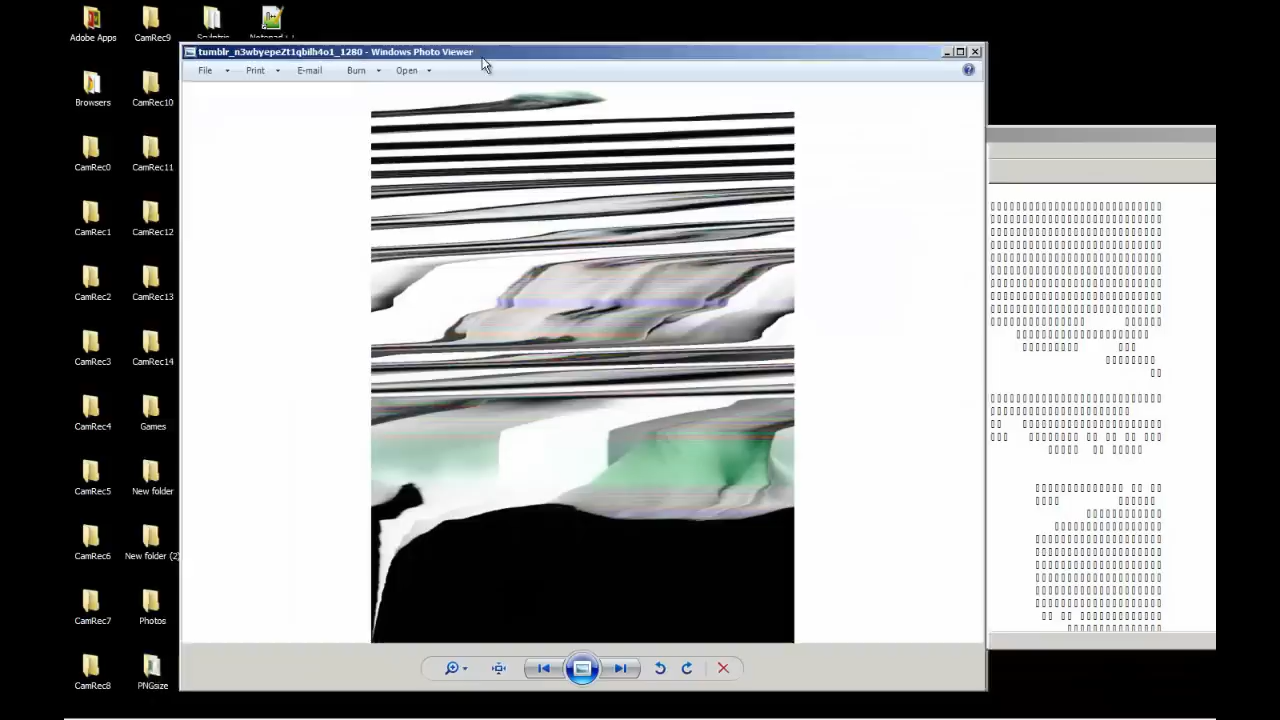 Adobe Apps
CamRec9
tumblr_n3wbyepeZt1qbilh4o1_1280 - Windows Photo Viewer
File
Print
E-mail
Burn
Open
Browsers
CamRec10
CamRec0
CamRec11
CamRec1
CamRec12
CamRec2
CamRec13
CamRec3
CamRec14
CamRec4
Games
CamRec5
New folder
CamRec6
New folder (2)
CamRec7
Photos
CamRec8
PNGsize